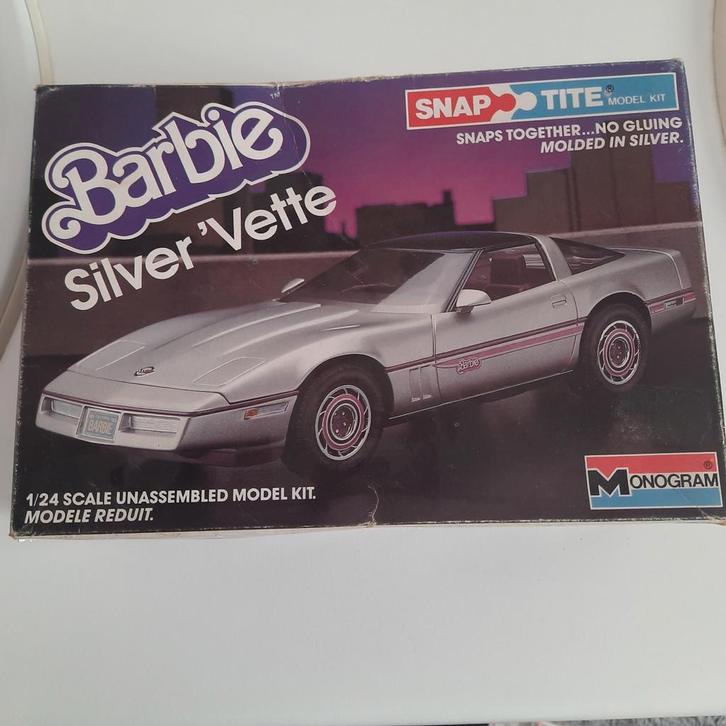 Barbie™
Silver 'Vette
SNAP TITE® MODEL KIT
SNAPS TOGETHER...NO GLUING
MOLDED IN SILVER.
Barbie
BARBIE
1/24 SCALE UNASSEMBLED MODEL KIT.
MODELE REDUIT.
MONOGRAM®